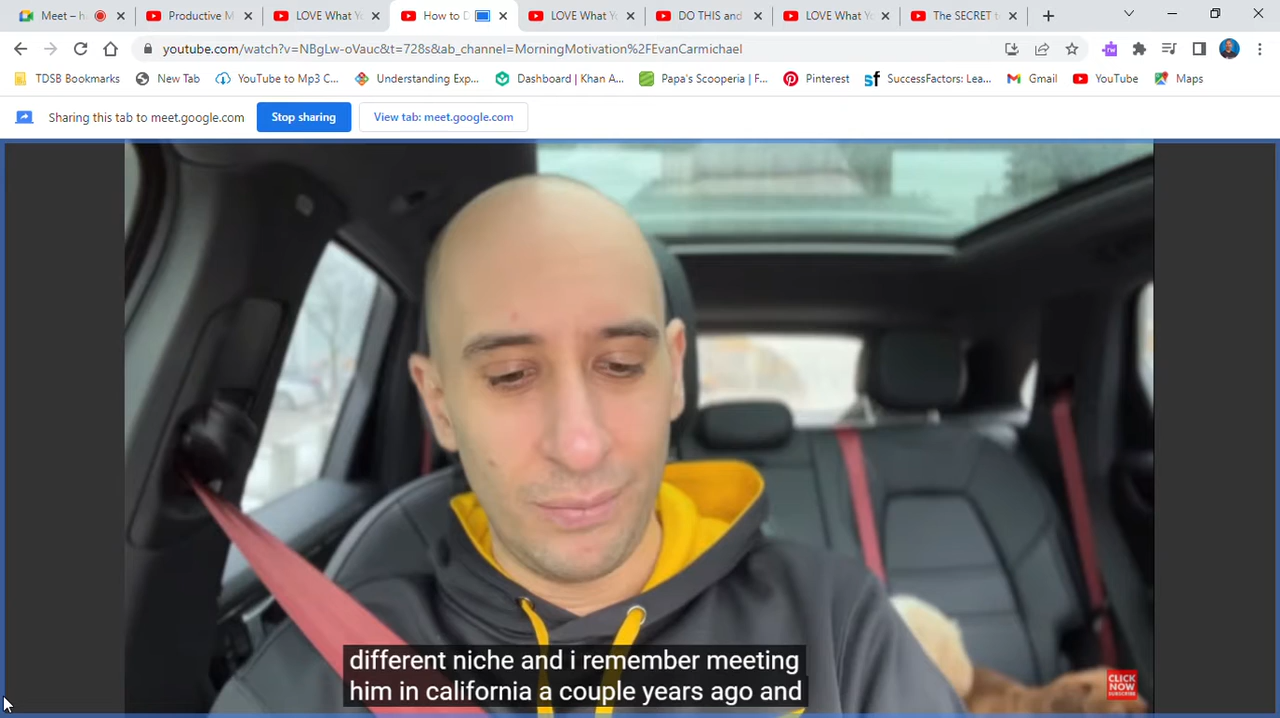 Meet – h
Productive M
LOVE What Y
How to D
LOVE What Y
DO THIS and
LOVE What Y
The SECRET t
youtube.com/watch?v=NBgLw-oVauc&t=728s&ab_channel=MorningMotivation%2FEvanCarmichael
TDSB Bookmarks
New Tab
YouTube to Mp3 C...
Understanding Exp...
Dashboard | Khan A...
Papa's Scooperia | F...
Pinterest
SuccessFactors: Lea...
Gmail
YouTube
Maps
Sharing this tab to meet.google.com
Stop sharing
View tab: meet.google.com
different niche and i remember meeting
him in california a couple years ago and
CLICK
NOW
SUBSCRIBE